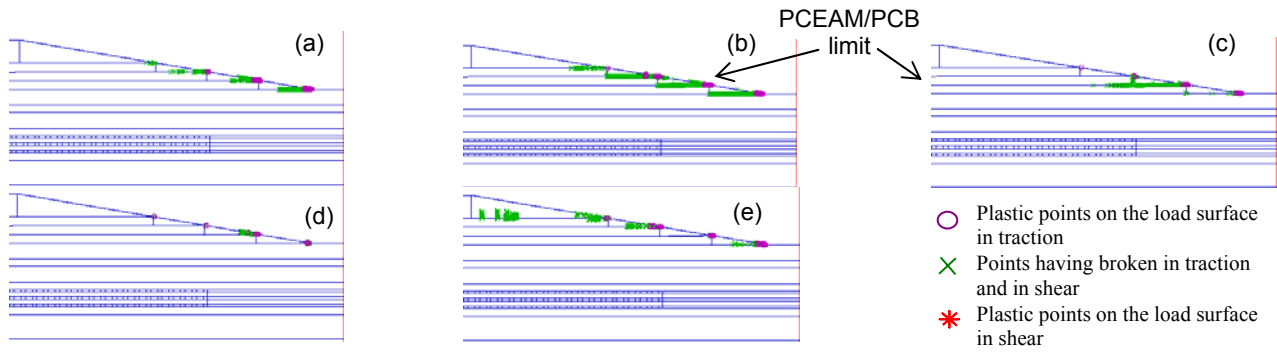 (a)
(b)
PCEAM/PCB
limit
(c)
(d)
(e)
Plastic points on the load surface
in traction
Points having broken in traction
and in shear
Plastic points on the load surface
in shear